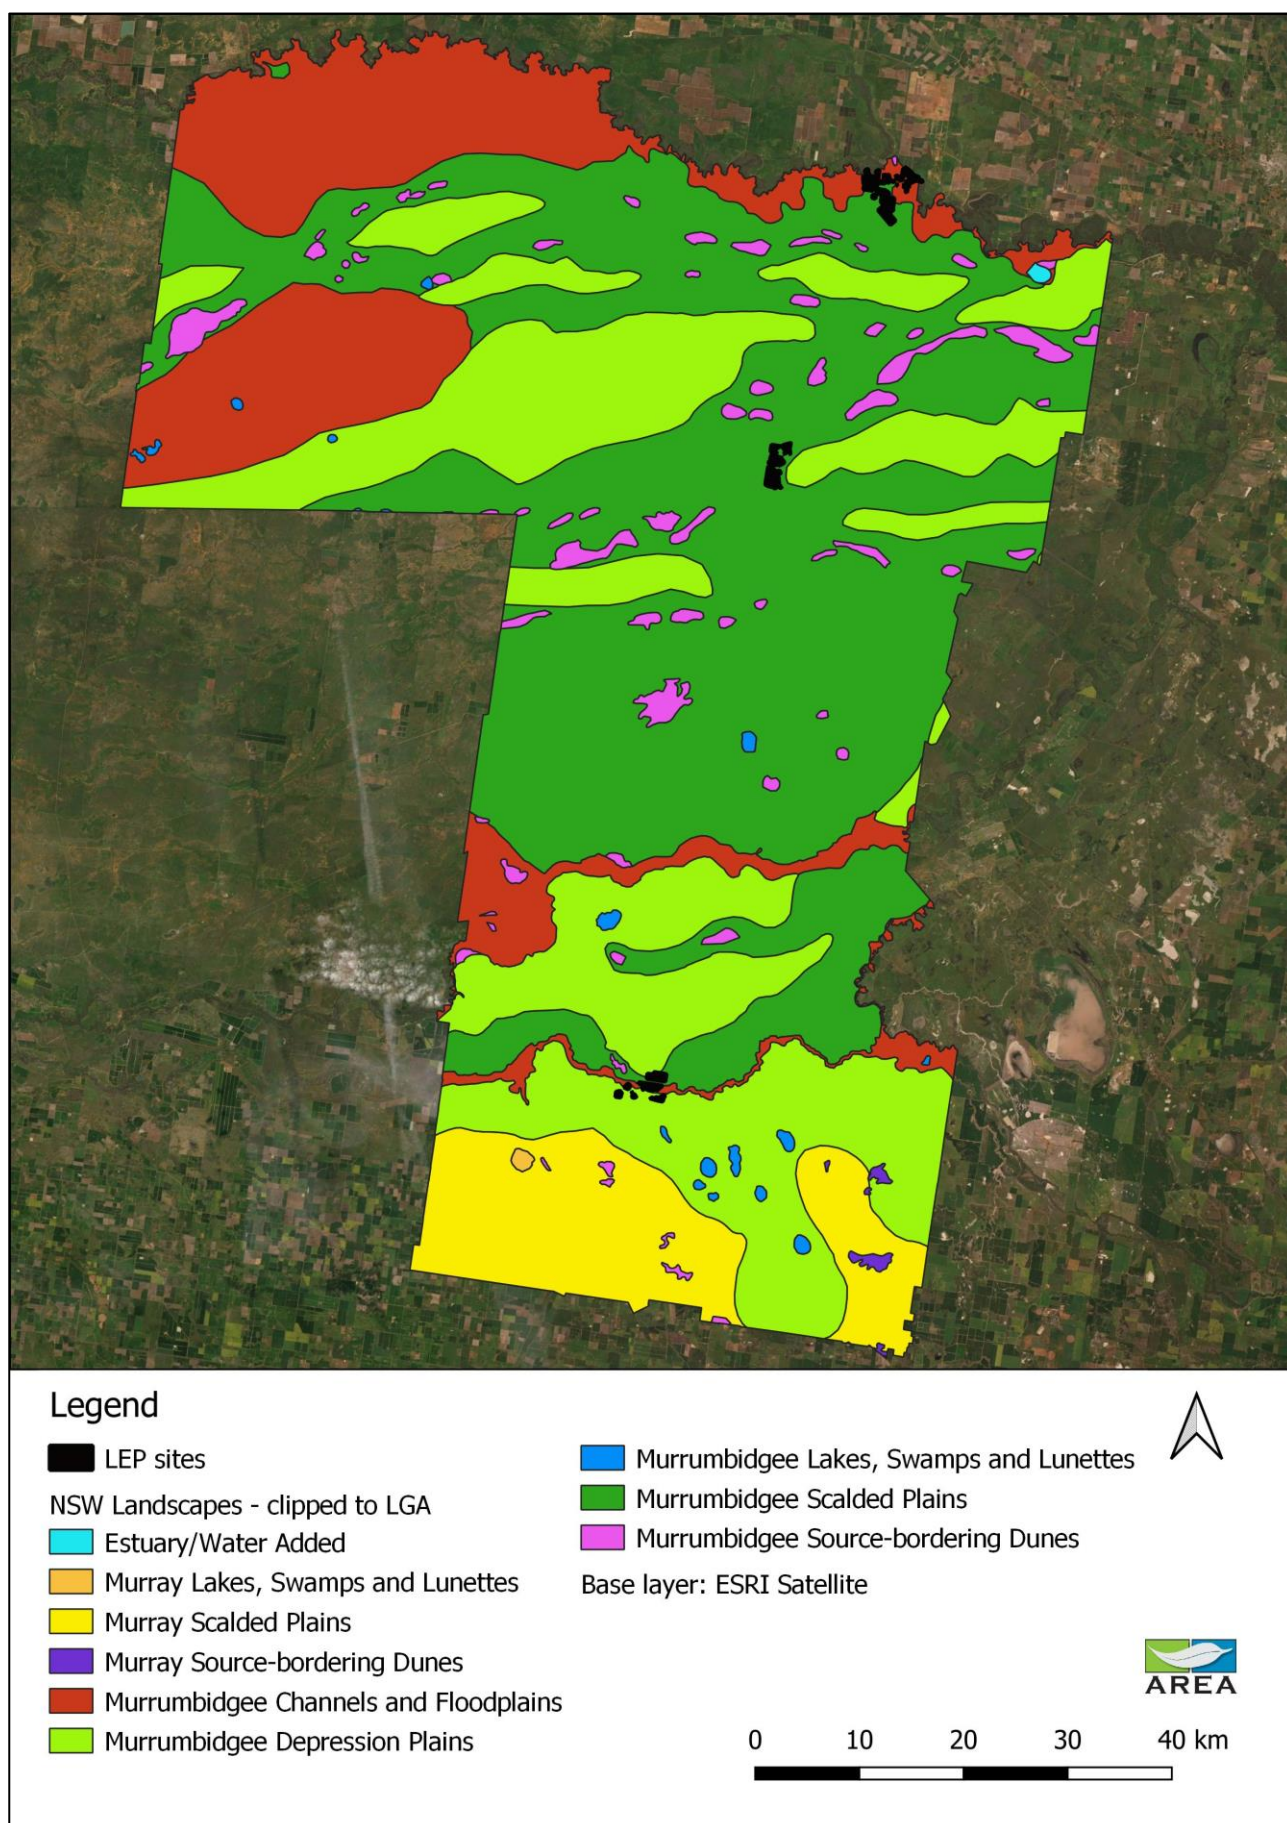 Legend
LEP sites
NSW Landscapes - clipped to LGA
Estuary/Water Added
Murray Lakes, Swamps and Lunettes
Murray Scalded Plains
Murray Source-bordering Dunes
Murrumbidgee Channels and Floodplains
Murrumbidgee Depression Plains
Murrumbidgee Lakes, Swamps and Lunettes
Murrumbidgee Scalded Plains
Murrumbidgee Source-bordering Dunes
Base layer: ESRI Satellite
AREA
0 10 20 30 40 km